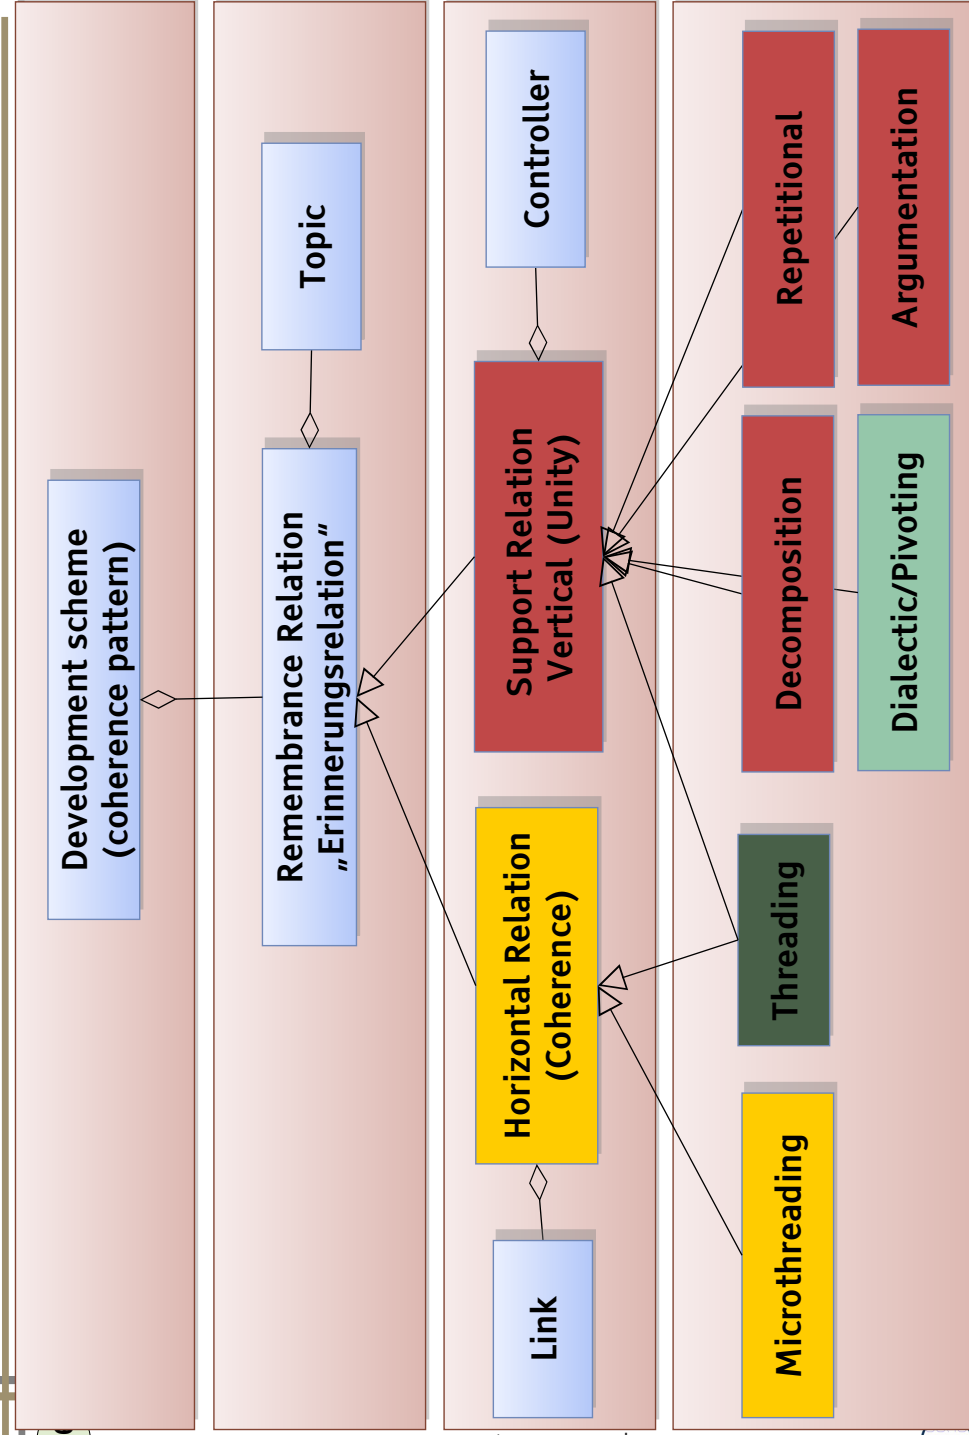 Development scheme
(coherence pattern)
Remembrance Relation
„Erinnerungsrelation“
Topic
Link
Horizontal Relation
(Coherence)
Support Relation
Vertical (Unity)
Controller
Microthreading
Threading
Decomposition
Repetitional
Dialectic/Pivoting
Argumentation